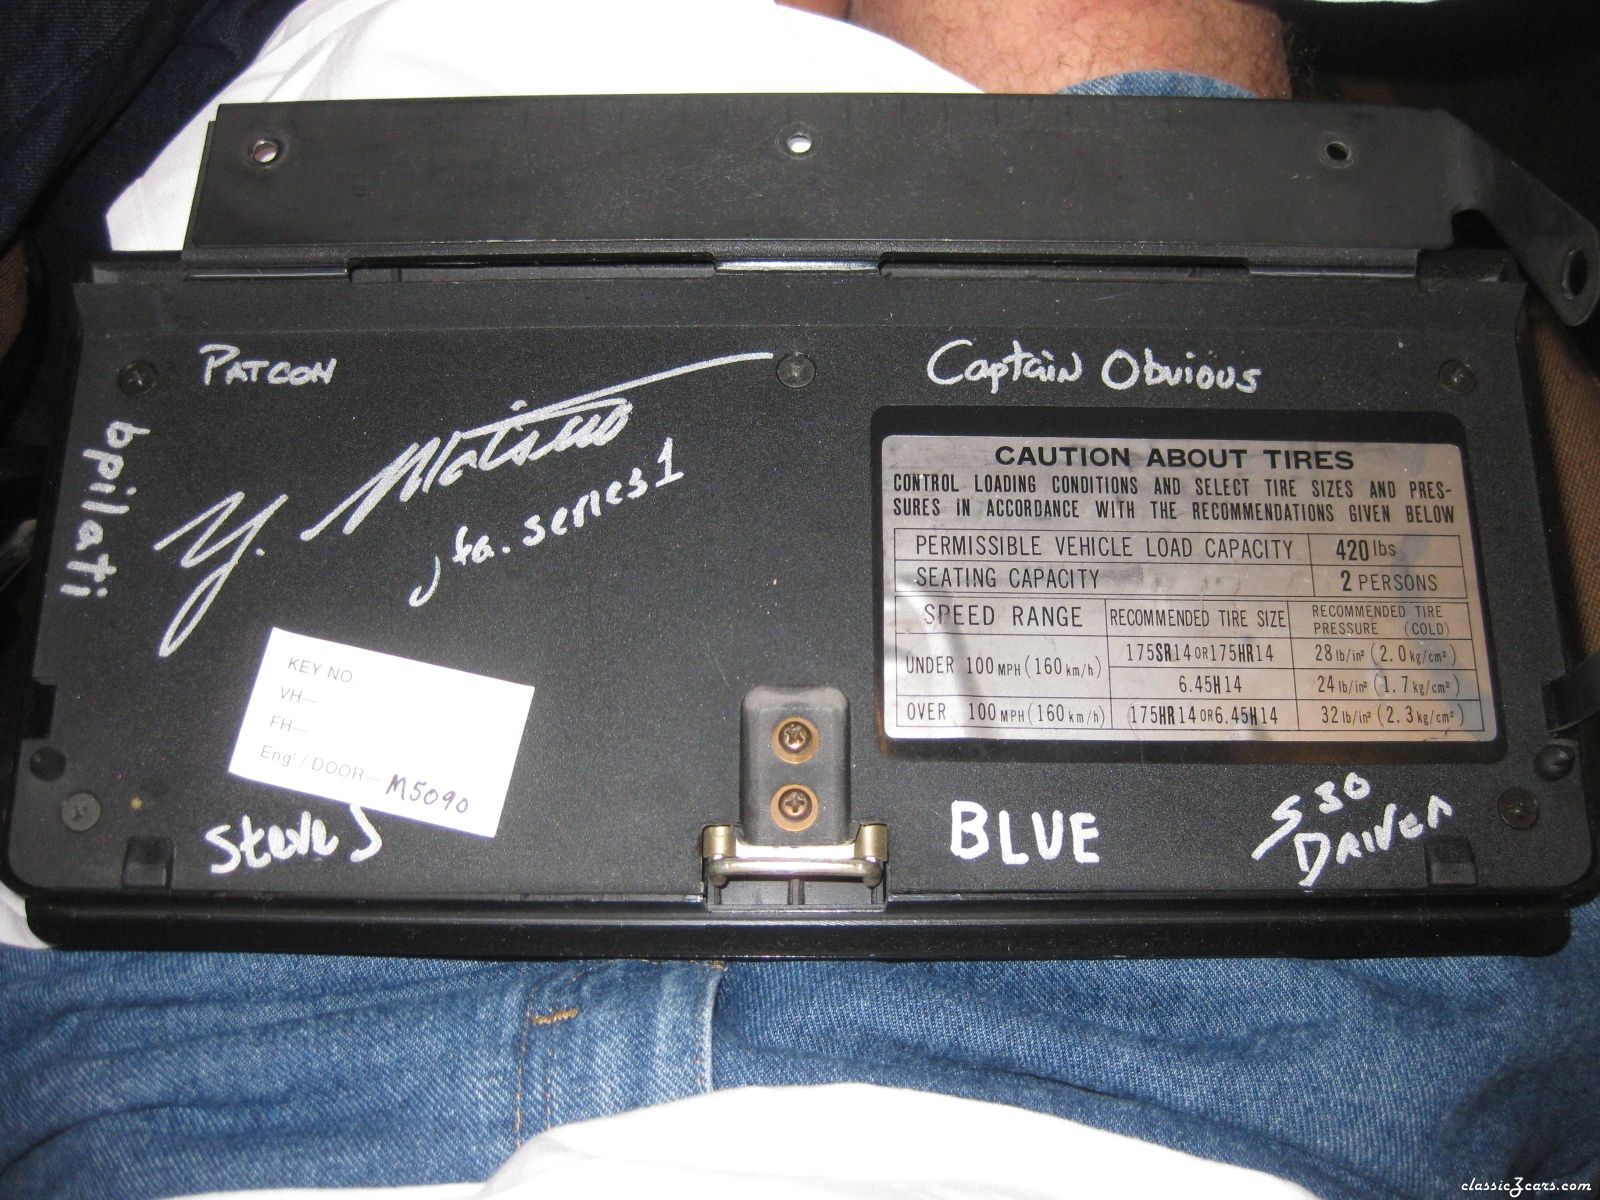 PATCON
Captain Obvious
bpilati
Y. Matsuo
jfa.series1
CAUTION ABOUT TIRES
CONTROL LOADING CONDITIONS AND SELECT TIRE SIZES AND PRES-
SURES IN ACCORDANCE WITH THE RECOMMENDATIONS GIVEN BELOW
PERMISSIBLE VEHICLE LOAD CAPACITY 420 lbs
SEATING CAPACITY 2 PERSONS
SPEED RANGE RECOMMENDED TIRE SIZE RECOMMENDED TIRE PRESSURE (COLD)
UNDER 100 MPH (160 km/h) 175SR14 OR 175HR14 28 lb/in² (2.0 kg/cm²)
6.45H14 24 lb/in² (1.7 kg/cm²)
OVER 100 MPH (160 km/h) 175HR14 OR 6.45H14 32 lb/in² (2.3 kg/cm²)
KEY NO.
VH—
FH—
Eng'/DOOR— M5090
Steve J
BLUE
S30
DRIVER
classicZcars.com